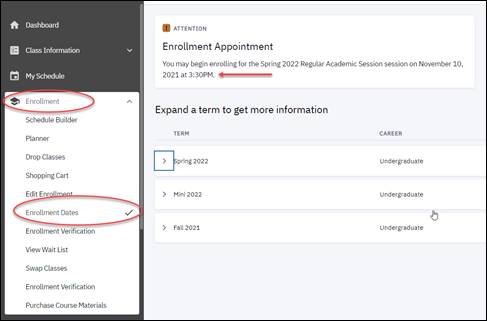 Dashboard
Class Information
My Schedule
Enrollment
Schedule Builder
Planner
Drop Classes
Shopping Cart
Edit Enrollment
Enrollment Dates
Enrollment Verification
View Wait List
Swap Classes
Enrollment Verification
Purchase Course Materials
ATTENTION
Enrollment Appointment
You may begin enrolling for the Spring 2022 Regular Academic Session session on November 10,
2021 at 3:30PM.
Expand a term to get more information
TERM CAREER
Spring 2022 Undergraduate
Mini 2022 Undergraduate
Fall 2021 Undergraduate